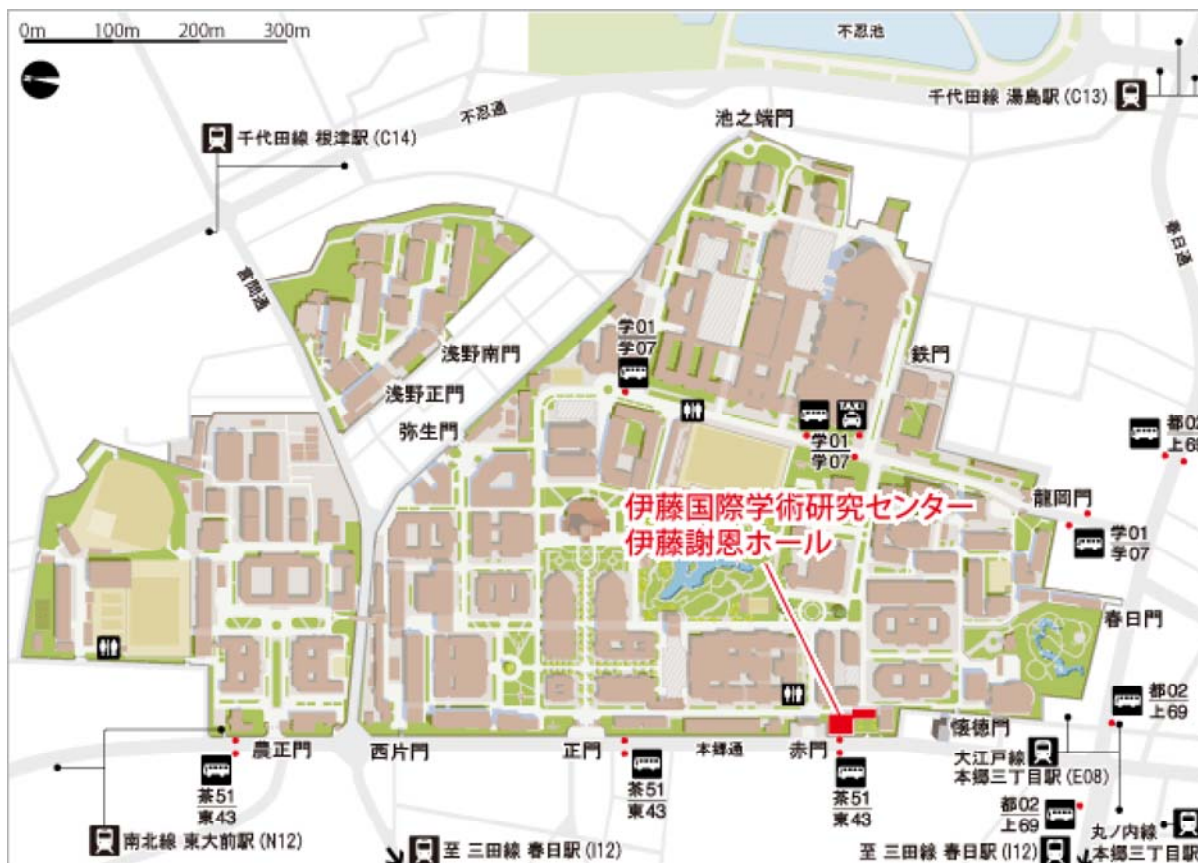 0m 100m 200m 300m
不忍池
千代田線 湯島駅 (C13)
不忍通
池之端門
千代田線 根津駅 (C14)
春日通
言問通
学01
学07
浅野南門
鉄門
浅野正門
弥生門
TAXI
学01
学07
都02
上69
伊藤国際学術研究センター
伊藤謝恩ホール
龍岡門
学01
学07
春日門
都02
上69
農正門
西片門
正門
本郷通
赤門
懐徳門
大江戸線
本郷三丁目駅 (E08)
茶51
東43
茶51
東43
茶51
東43
都02
上69
丸ノ内線
本郷三丁目駅
南北線 東大前駅 (N12)
至 三田線 春日駅 (I12)
至 三田線 春日駅 (I12)